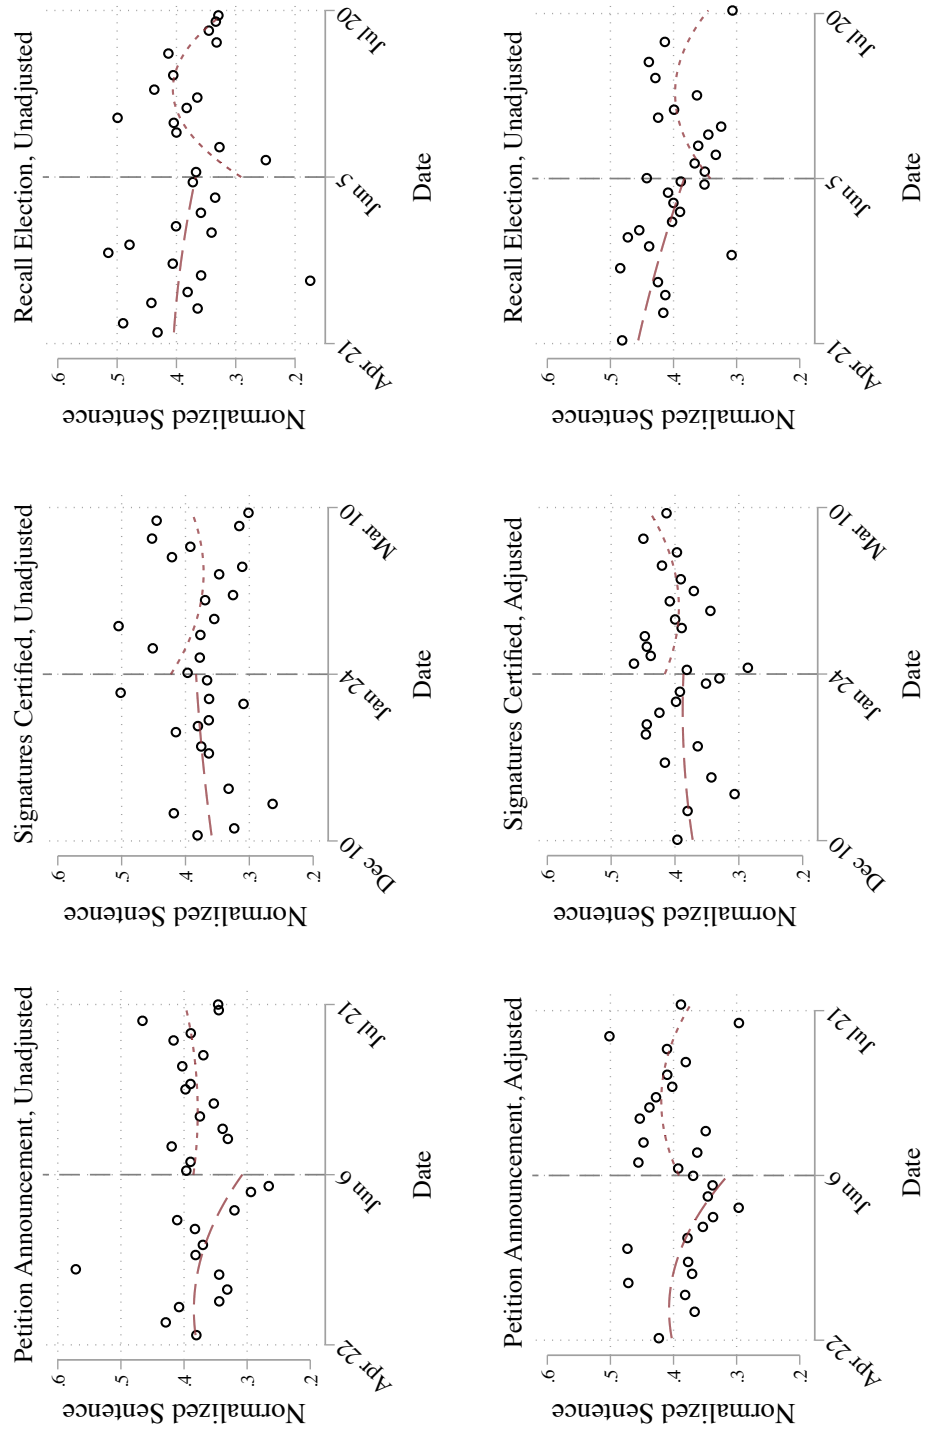 Petition Announcement, Unadjusted
Normalized Sentence
.6
.5
.4
.3
.2
Apr 22
Jun 6
Jul 21
Date
Signatures Certified, Unadjusted
Normalized Sentence
.6
.5
.4
.3
.2
Dec 10
Jan 24
Mar 10
Date
Recall Election, Unadjusted
Normalized Sentence
.6
.5
.4
.3
.2
Apr 21
Jun 5
Jul 20
Date
Petition Announcement, Adjusted
Normalized Sentence
.6
.5
.4
.3
.2
Apr 22
Jun 6
Jul 21
Date
Signatures Certified, Adjusted
Normalized Sentence
.6
.5
.4
.3
.2
Dec 10
Jan 24
Mar 10
Date
Recall Election, Unadjusted
Normalized Sentence
.6
.5
.4
.3
.2
Apr 21
Jun 5
Jul 20
Date